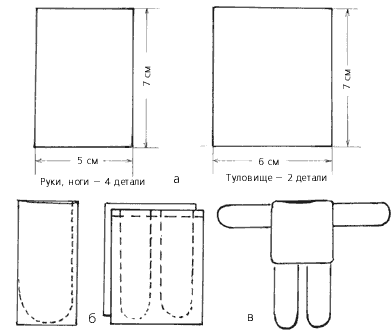 7 см
7 см
5 см
6 см
Руки, ноги — 4 детали
а
Туловище — 2 детали
б
в